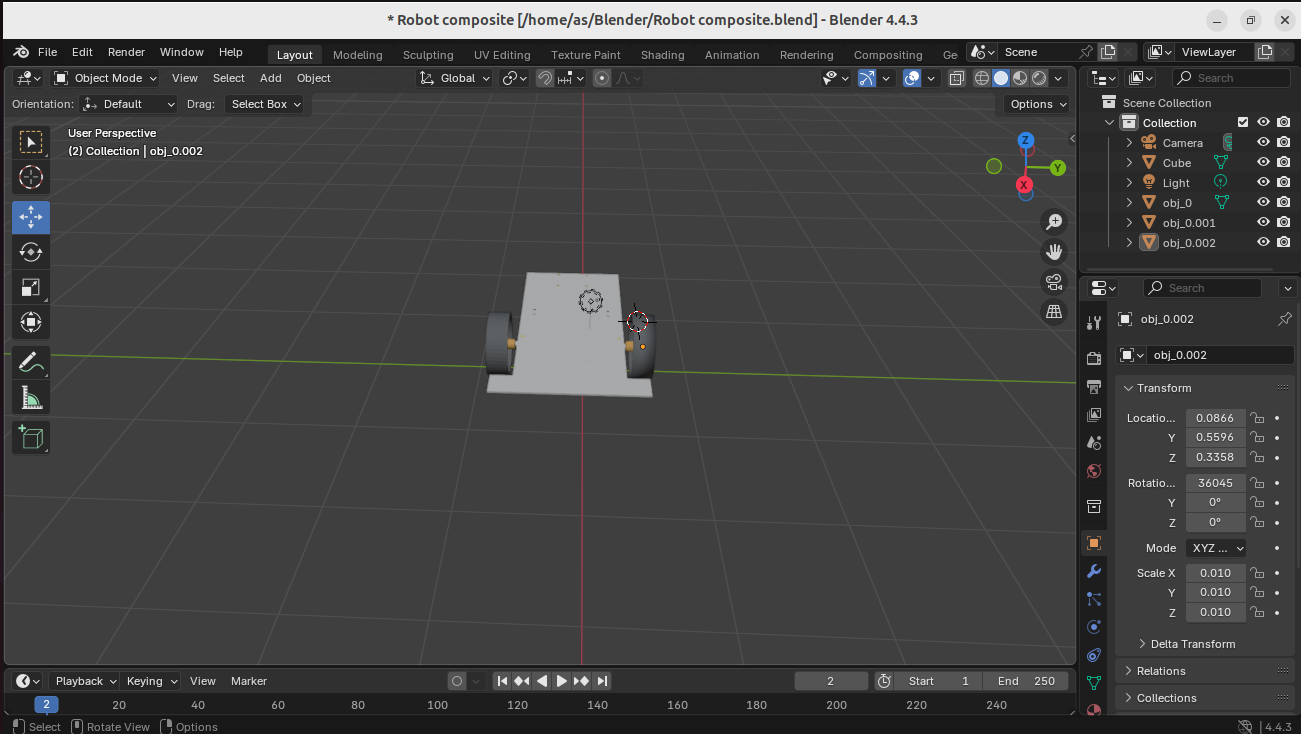 * Robot composite [/home/as/Blender/Robot composite.blend] - Blender 4.4.3
File Edit Render Window Help Layout Modeling Sculpting UV Editing Texture Paint Shading Animation Rendering Compositing Ge Scene ViewLayer
Object Mode View Select Add Object Global
Orientation: Default Drag: Select Box Options
User Perspective
(2) Collection | obj_0.002
Z
Y
X
Search
Scene Collection
Collection
Camera
Cube
Light
obj_0
obj_0.001
obj_0.002
Search
obj_0.002
obj_0.002
Transform
Locatio... 0.0866
Y 0.5596
Z 0.3358
Rotatio... 36045
Y 0°
Z 0°
Mode XYZ ...
Scale X 0.010
Y 0.010
Z 0.010
Delta Transform
Relations
Collections
Playback Keying View Marker 2 Start 1 End 250
2 20 40 60 80 100 120 140 160 180 200 220 240
Select Rotate View Options 4.4.3